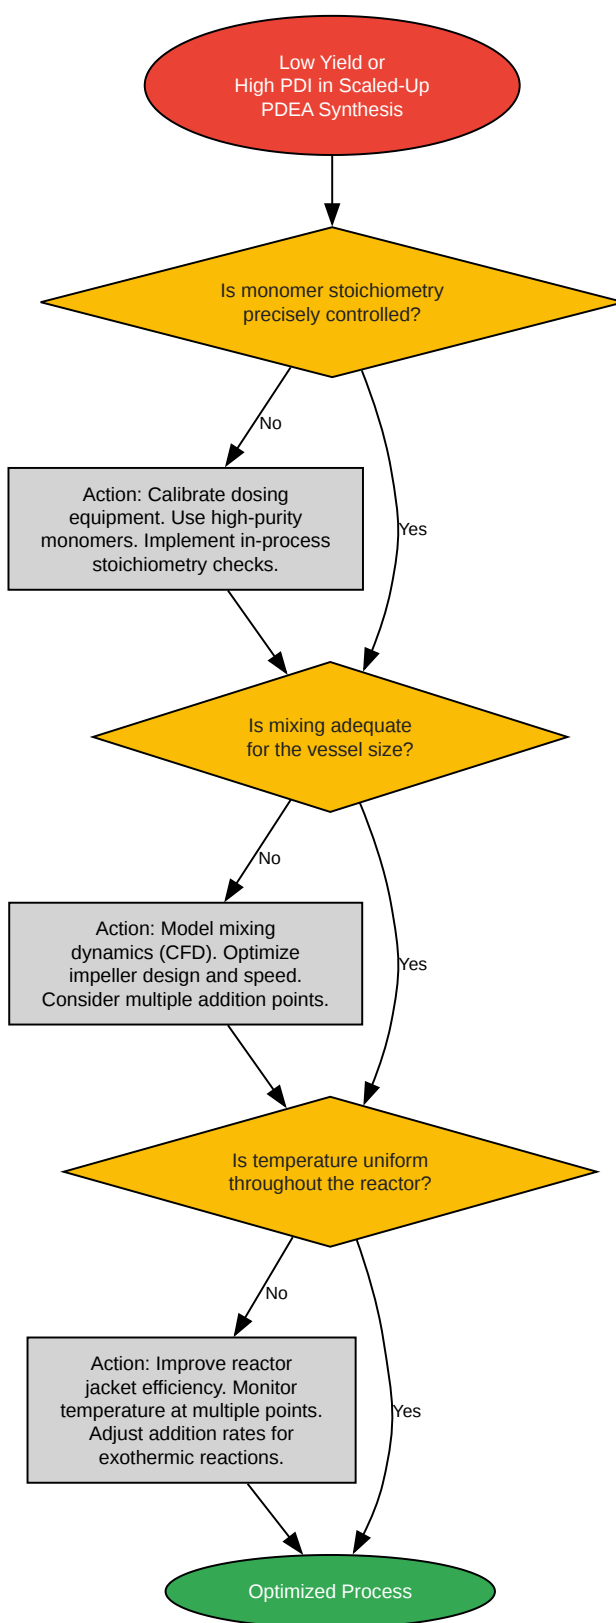 Low Yield or
High PDI in Scaled-Up
PDEA Synthesis
Is monomer stoichiometry
precisely controlled?
No
Action: Calibrate dosing
equipment. Use high-purity
monomers. Implement in-process
stoichiometry checks.
Yes
Is mixing adequate
for the vessel size?
No
Action: Model mixing
dynamics (CFD). Optimize
impeller design and speed.
Consider multiple addition points.
Yes
Is temperature uniform
throughout the reactor?
No
Action: Improve reactor
jacket efficiency. Monitor
temperature at multiple points.
Adjust addition rates for
exothermic reactions.
Yes
Optimized Process